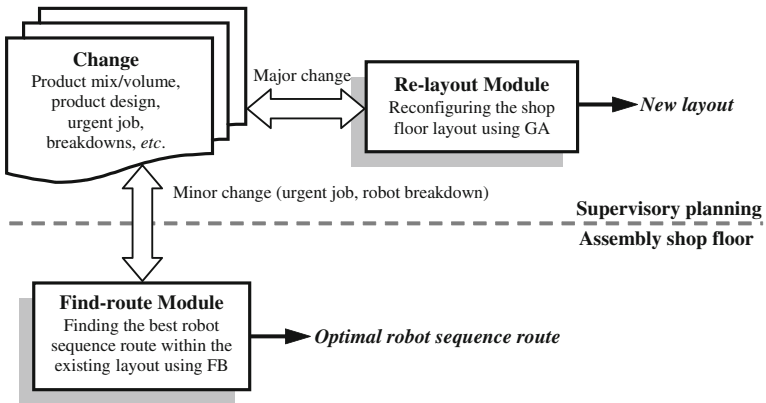 Change
Product mix/volume,
product design,
urgent job,
breakdowns, etc.
Major change
Re-layout Module
Reconfiguring the shop
floor layout using GA
New layout
Minor change (urgent job, robot breakdown)
Supervisory planning
Assembly shop floor
Find-route Module
Finding the best robot
sequence route within the
existing layout using FB
Optimal robot sequence route